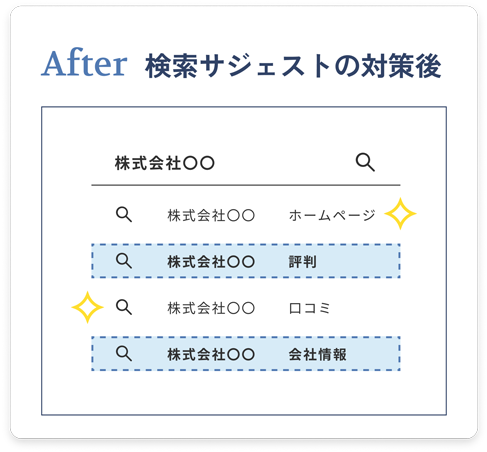 After 検索サジェストの対策後
株式会社〇〇
株式会社〇〇 ホームページ
株式会社〇〇 評判
株式会社〇〇 口コミ
株式会社〇〇 会社情報